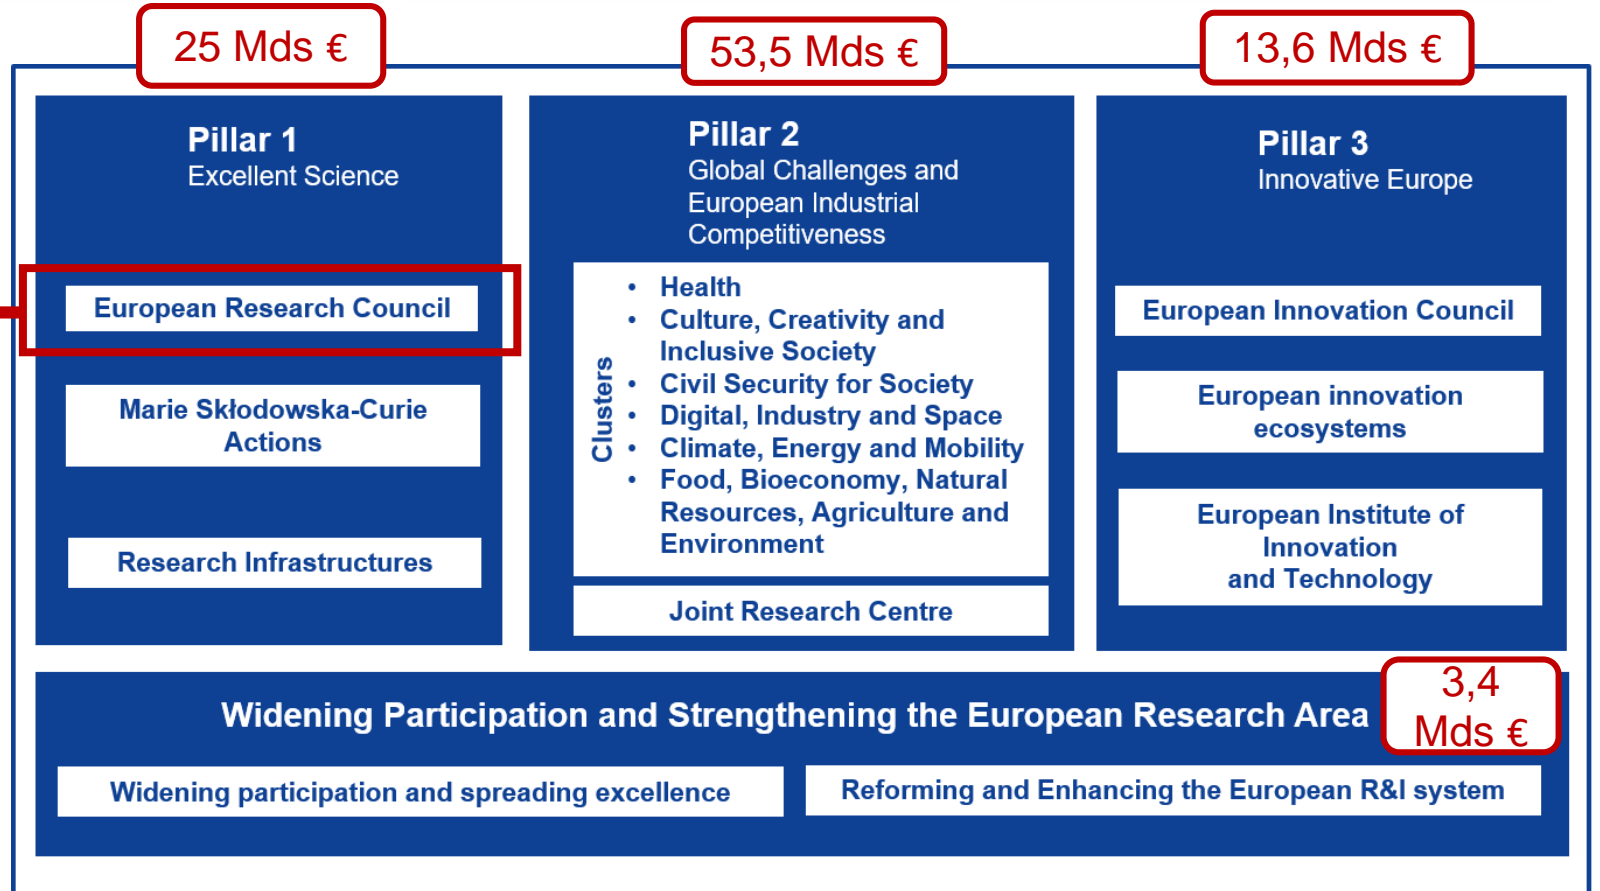 25 Mds €
53,5 Mds €
13,6 Mds €
Pillar 1
Excellent Science
European Research Council
Marie Skłodowska-Curie
Actions
Research Infrastructures
Pillar 2
Global Challenges and
European Industrial
Competitiveness
Clusters
• Health
• Culture, Creativity and
Inclusive Society
• Civil Security for Society
• Digital, Industry and Space
• Climate, Energy and Mobility
• Food, Bioeconomy, Natural
Resources, Agriculture and
Environment
Joint Research Centre
Pillar 3
Innovative Europe
European Innovation Council
European innovation
ecosystems
European Institute of
Innovation
and Technology
Widening Participation and Strengthening the European Research Area
3,4
Mds €
Widening participation and spreading excellence
Reforming and Enhancing the European R&I system